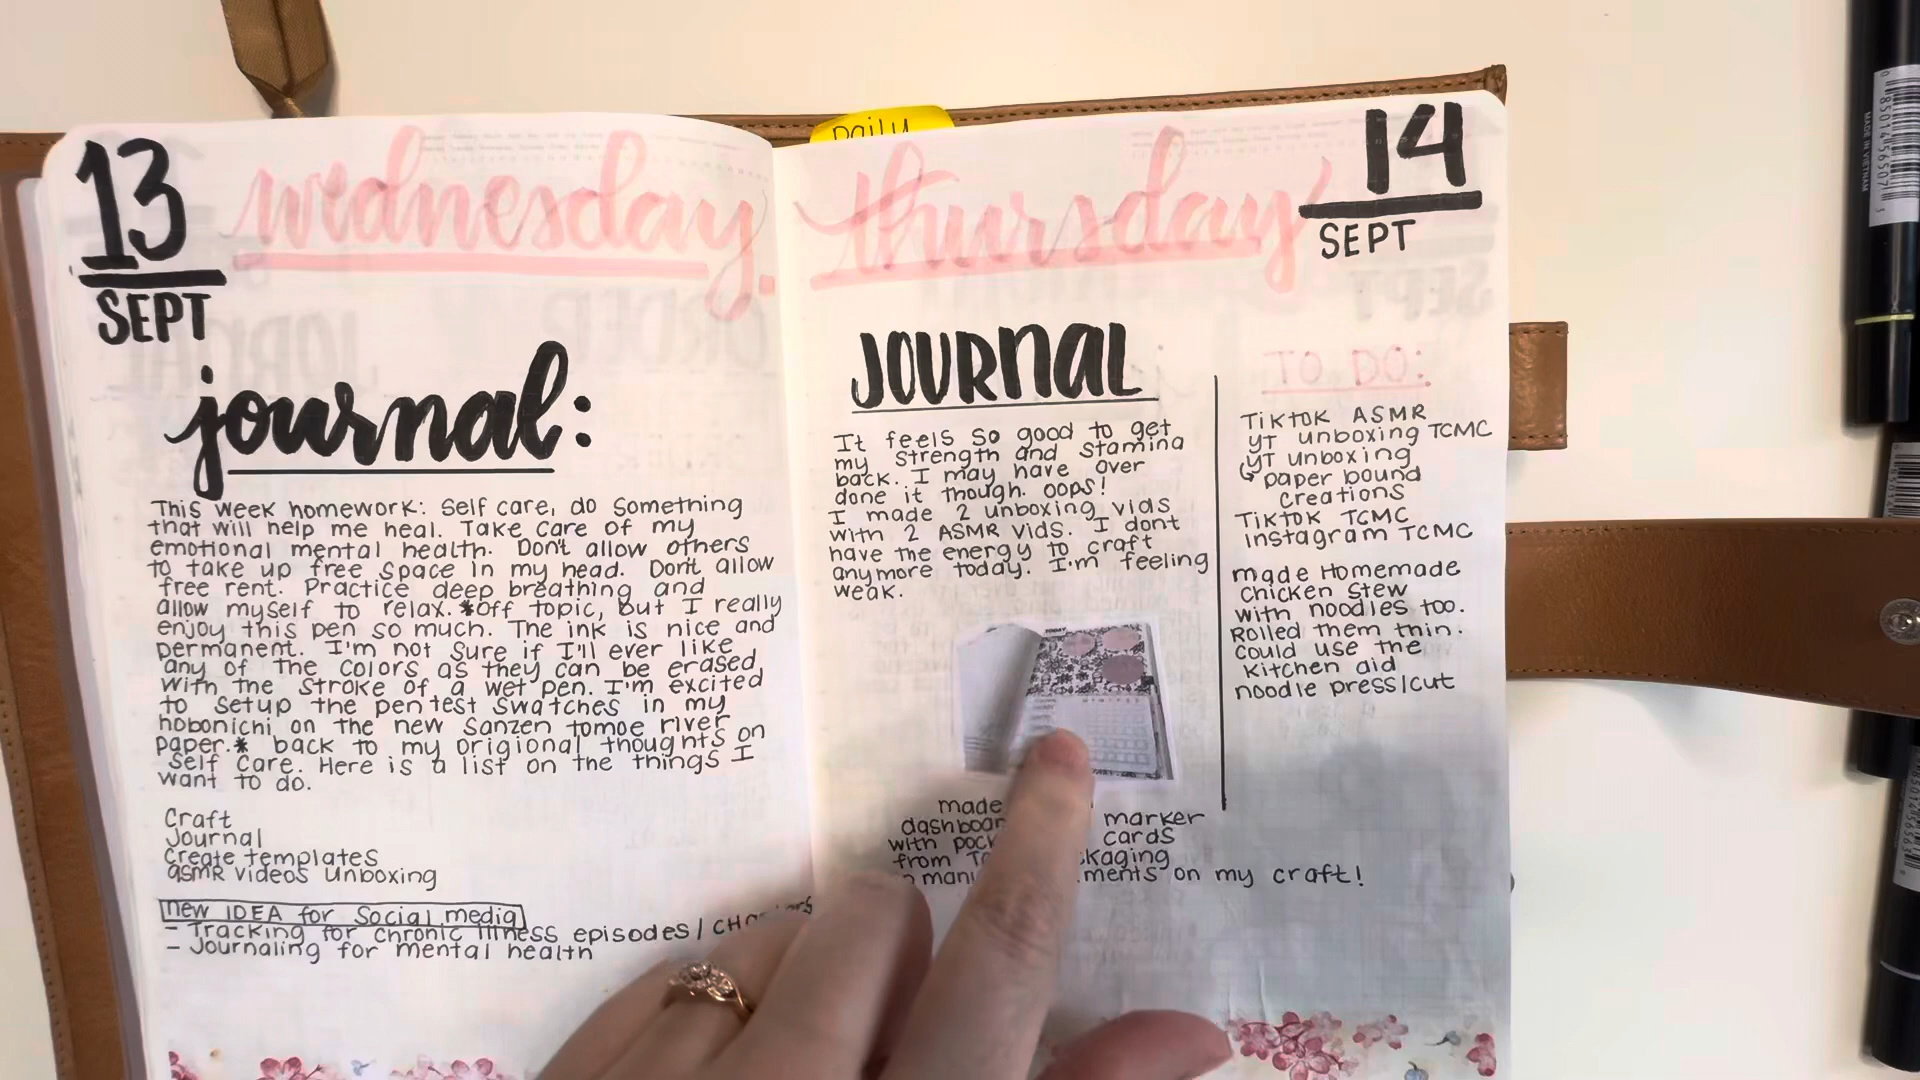 daily
13
SEPT
wednesday.
journal:
This week homework: Self care, do something
that will help me heal. Take care of my
emotional mental health. Don't allow others
to take up free space in my head. Don't allow
free rent. Practice deep breathing and
allow myself to relax.*off topic, but I really
enjoy this pen so much. The ink is nice and
permanent. I'm not sure if I'll ever like
any of the colors as they can be erased
with the stroke of a wet pen. I'm excited
to setup the pen test swatches in my
hobonichi on the new Sanzen tomoe river
paper.* back to my origional thoughts on
Self care. Here is a list on the things I
want to do.
Craft
Journal
Create templates
asmr videos unboxing
new IDEA for Social media
- Tracking for chronic illness episodes/
- Journaling for mental health
thursday
14
SEPT
JOURNAL
It feels so good to get
my strength and stamina
back. I may have over
done it though. oops!
I made 2 unboxing vids
with 2 ASMR vids. I dont
have the energy to craft
anymore today. I'm feeling
weak.
TODAY
made
marker
with cards
from
on my craft!
TO DO:
TikTOK ASMR
YT unboxing TCMC
YT unboxing
paper bound
creations
TikTOK TCMC
instagram TCMC
made Homemade
chicken stew
with noodles too.
Rolled them thin.
could use the
kitchen aid
noodle press/cut
MADE IN VIETNAM